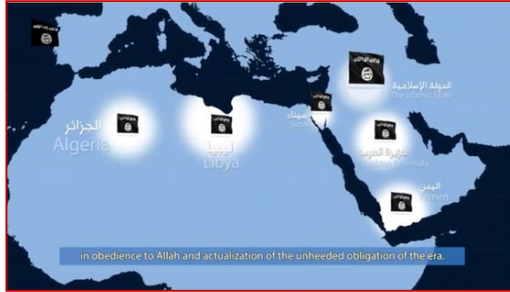 الدولة الإسلامية
The Islamic State
سيناء
Sinai
الجزائر
Algeria
ليبيا
Libya
جزيرة العرب
Peninsula
اليمن
Yemen
in obedience to Allah and actualization of the unheeded obligation of the era.